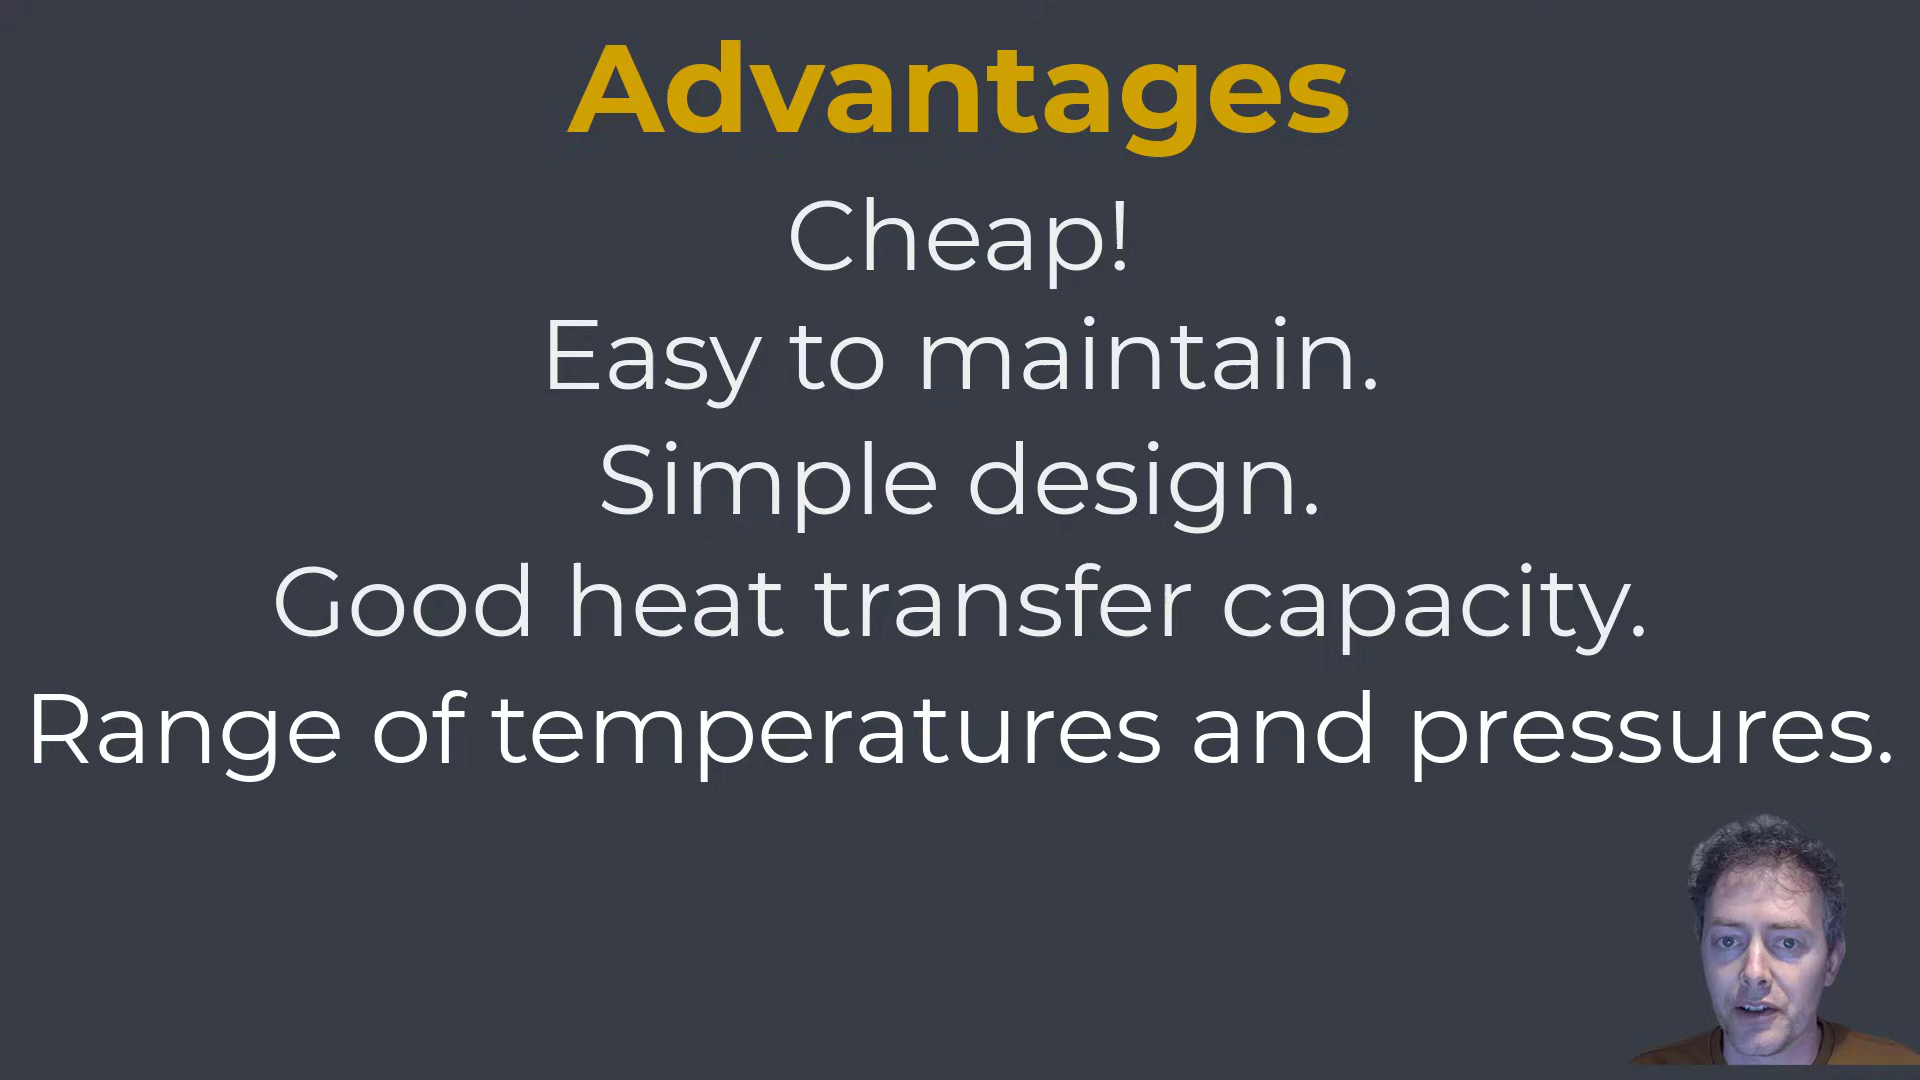 Advantages
Cheap!
Easy to maintain.
Simple design.
Good heat transfer capacity.
Range of temperatures and pressures.